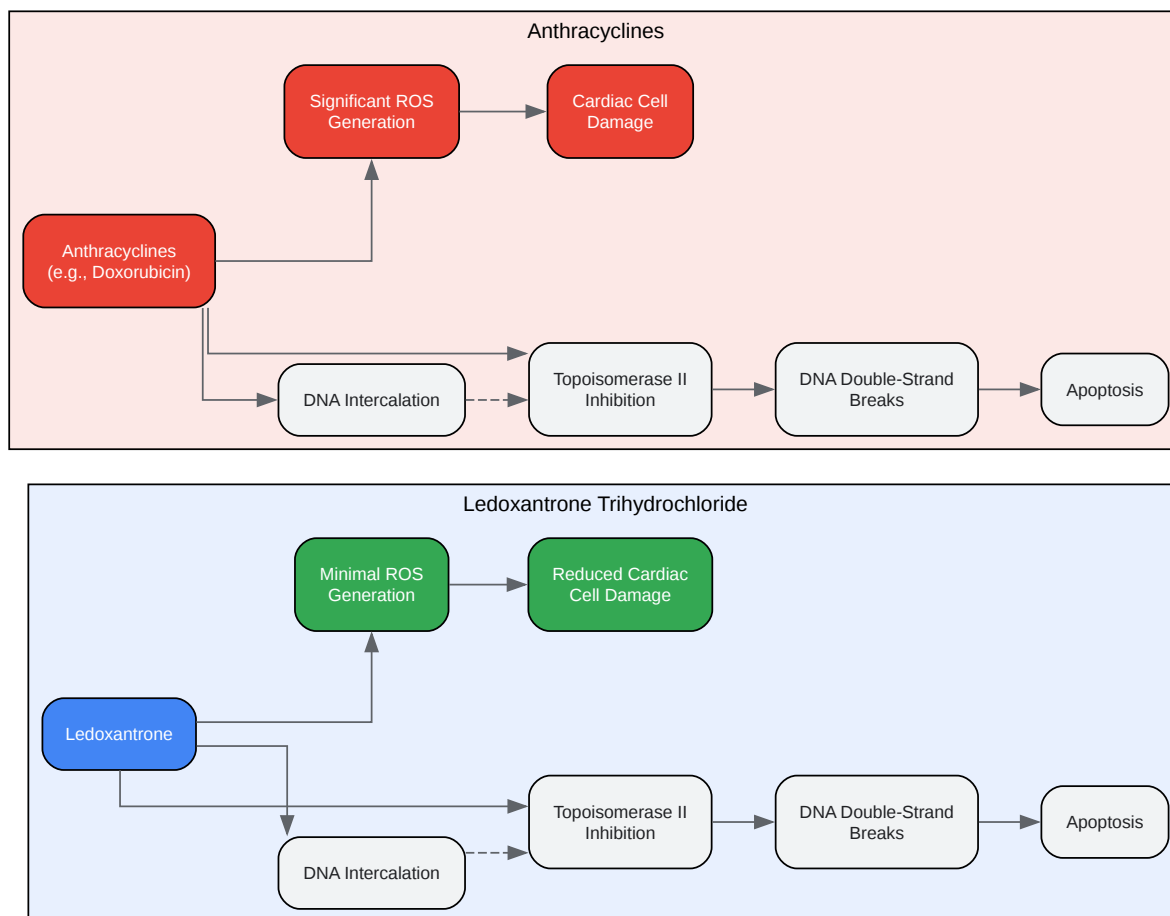 Anthracyclines
Significant ROS
Generation
Cardiac Cell
Damage
Anthracyclines
(e.g., Doxorubicin)
DNA Intercalation
Topoisomerase II
Inhibition
DNA Double-Strand
Breaks
Apoptosis
Ledoxantrone Trihydrochloride
Minimal ROS
Generation
Reduced Cardiac
Cell Damage
Ledoxantrone
Topoisomerase II
Inhibition
DNA Double-Strand
Breaks
Apoptosis
DNA Intercalation